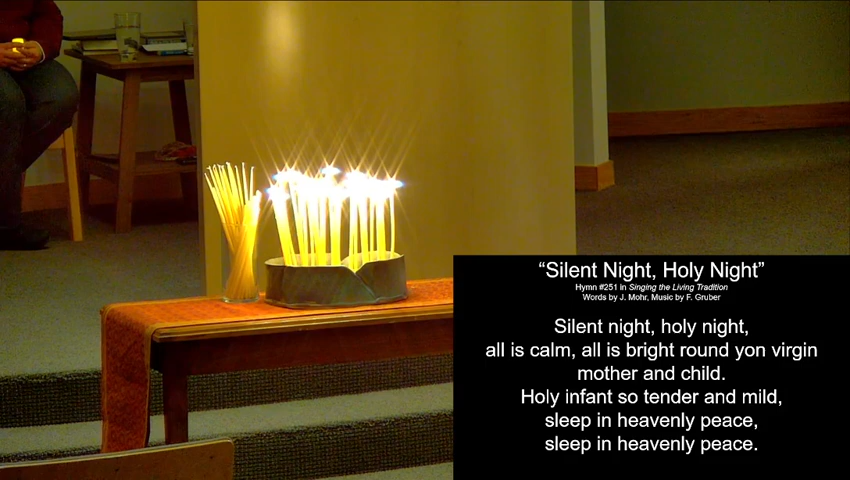 “Silent Night, Holy Night”
Hymn #251 in Singing the Living Tradition
Words by J. Mohr, Music by F. Gruber
Silent night, holy night,
all is calm, all is bright round yon virgin
mother and child.
Holy infant so tender and mild,
sleep in heavenly peace,
sleep in heavenly peace.